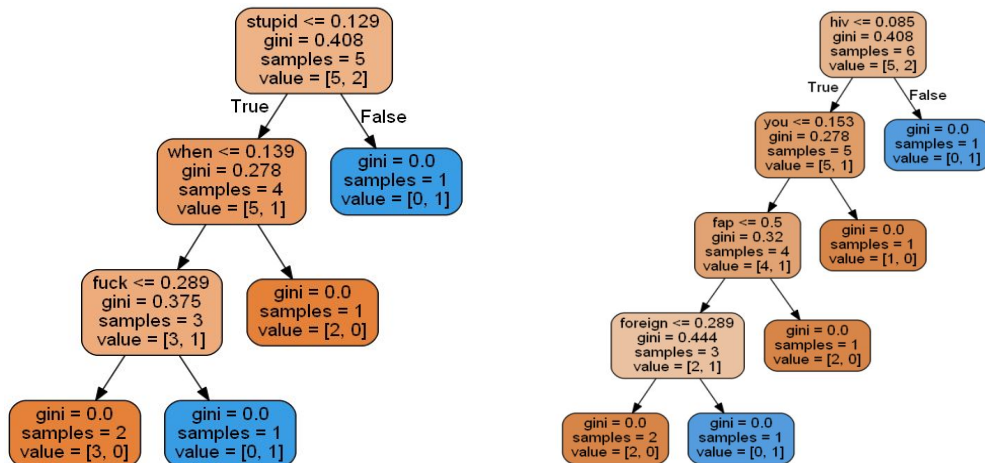 stupid <= 0.129
gini = 0.408
samples = 5
value = [5, 2]
True
False
when <= 0.139
gini = 0.278
samples = 4
value = [5, 1]
gini = 0.0
samples = 1
value = [0, 1]
fuck <= 0.289
gini = 0.375
samples = 3
value = [3, 1]
gini = 0.0
samples = 1
value = [2, 0]
gini = 0.0
samples = 2
value = [3, 0]
gini = 0.0
samples = 1
value = [0, 1]
hiv <= 0.085
gini = 0.408
samples = 6
value = [5, 2]
True
False
you <= 0.153
gini = 0.278
samples = 5
value = [5, 1]
gini = 0.0
samples = 1
value = [0, 1]
fap <= 0.5
gini = 0.32
samples = 4
value = [4, 1]
gini = 0.0
samples = 1
value = [1, 0]
foreign <= 0.289
gini = 0.444
samples = 3
value = [2, 1]
gini = 0.0
samples = 1
value = [2, 0]
gini = 0.0
samples = 2
value = [2, 0]
gini = 0.0
samples = 1
value = [0, 1]